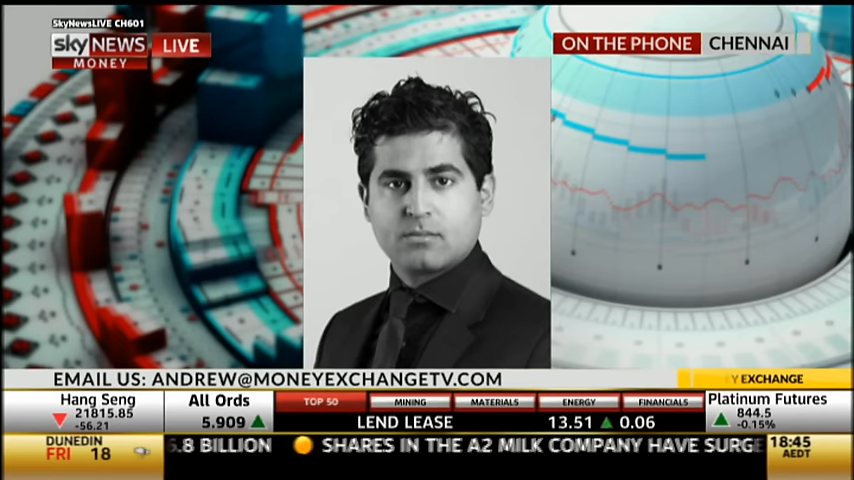 SkyNewsLIVE CH601
sky NEWS LIVE
MONEY
ON THE PHONE CHENNAI
EMAIL US: ANDREW@MONEYEXCHANGETV.COM
Y EXCHANGE
Hang Seng
21815.85
-56.21
All Ords
5.909
TOP 50 MINING MATERIALS ENERGY FINANCIALS
LEND LEASE 13.51 0.06
Platinum Futures
844.5
-0.15%
DUNEDIN
FRI 18
5.8 BILLION SHARES IN THE A2 MILK COMPANY HAVE SURGE
18:45
AEDT